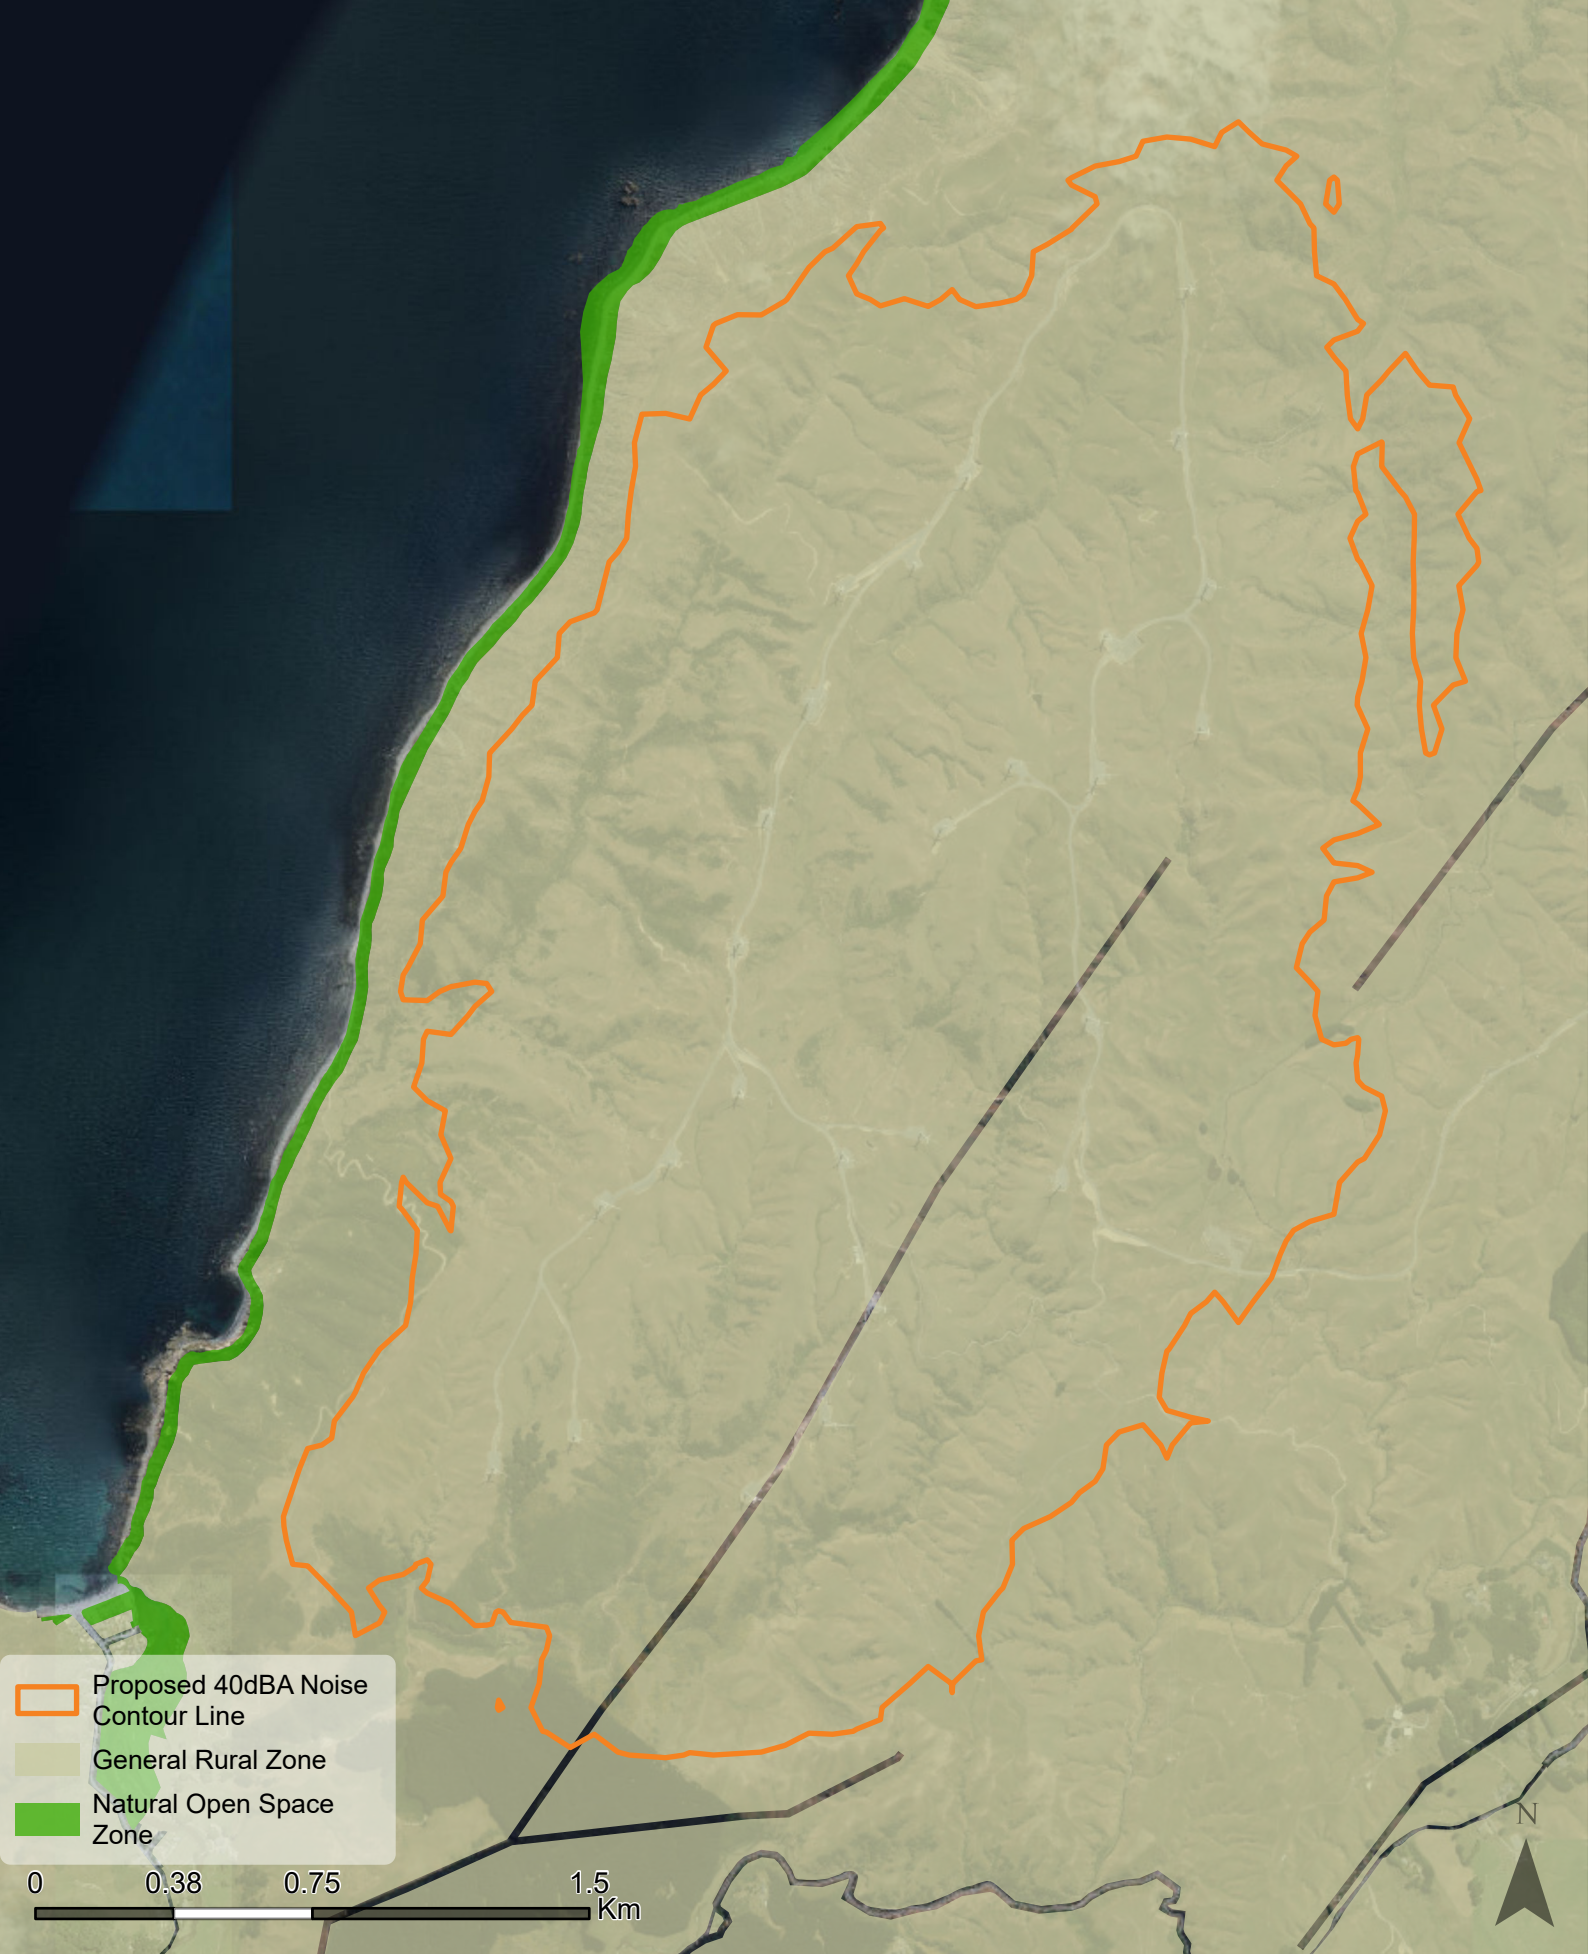 Proposed 40dBA Noise
Contour Line
General Rural Zone
Natural Open Space
Zone
0 0.38 0.75 1.5
Km
N